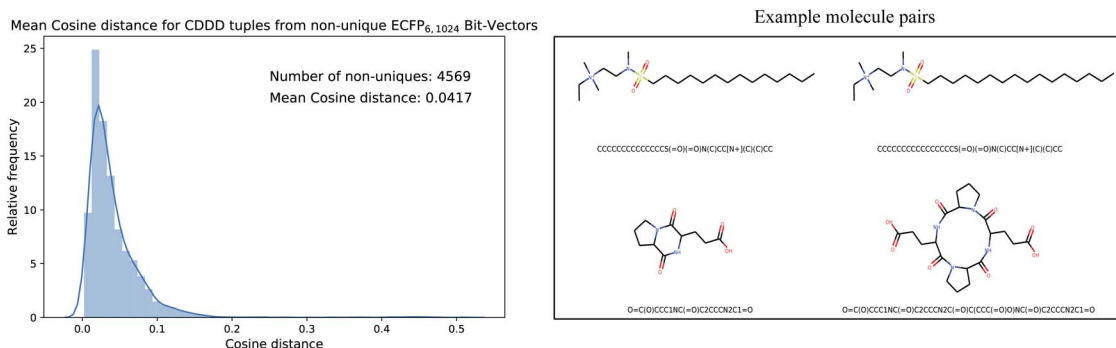 Mean Cosine distance for CDDD tuples from non-unique ECFP6,1024 Bit-Vectors
Number of non-uniques: 4569
Mean Cosine distance: 0.0417
Relative frequency
25
20
15
10
5
0
0.0 0.1 0.2 0.3 0.4 0.5
Cosine distance
Example molecule pairs
CCCCCCCCCCCCCCS(=O)(=O)N(C)CC[N+](C)(C)CC
CCCCCCCCCCCCCCCCS(=O)(=O)N(C)CC[N+](C)(C)CC
O=C(O)CCC1NC(=O)C2CCCN2C1=O
O=C(O)CCC1NC(=O)C2CCCN2C(=O)C(CCC(=O)O)NC(=O)C2CCCN2C1=O